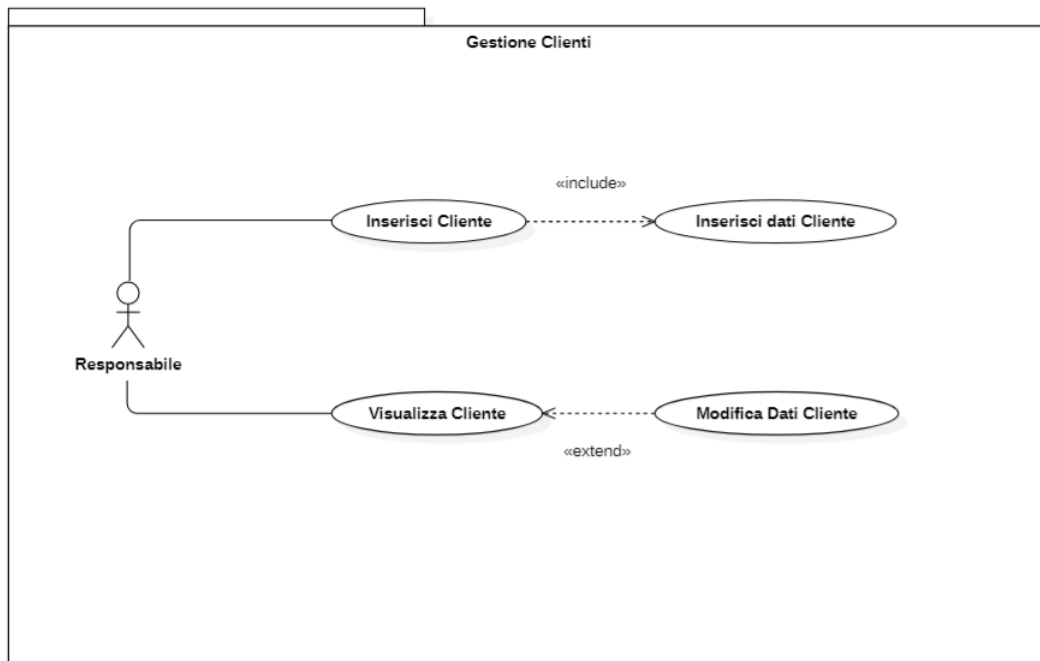 Gestione Clienti
«include»
Inserisci Cliente
Inserisci dati Cliente
Responsabile
Visualizza Cliente
Modifica Dati Cliente
«extend»